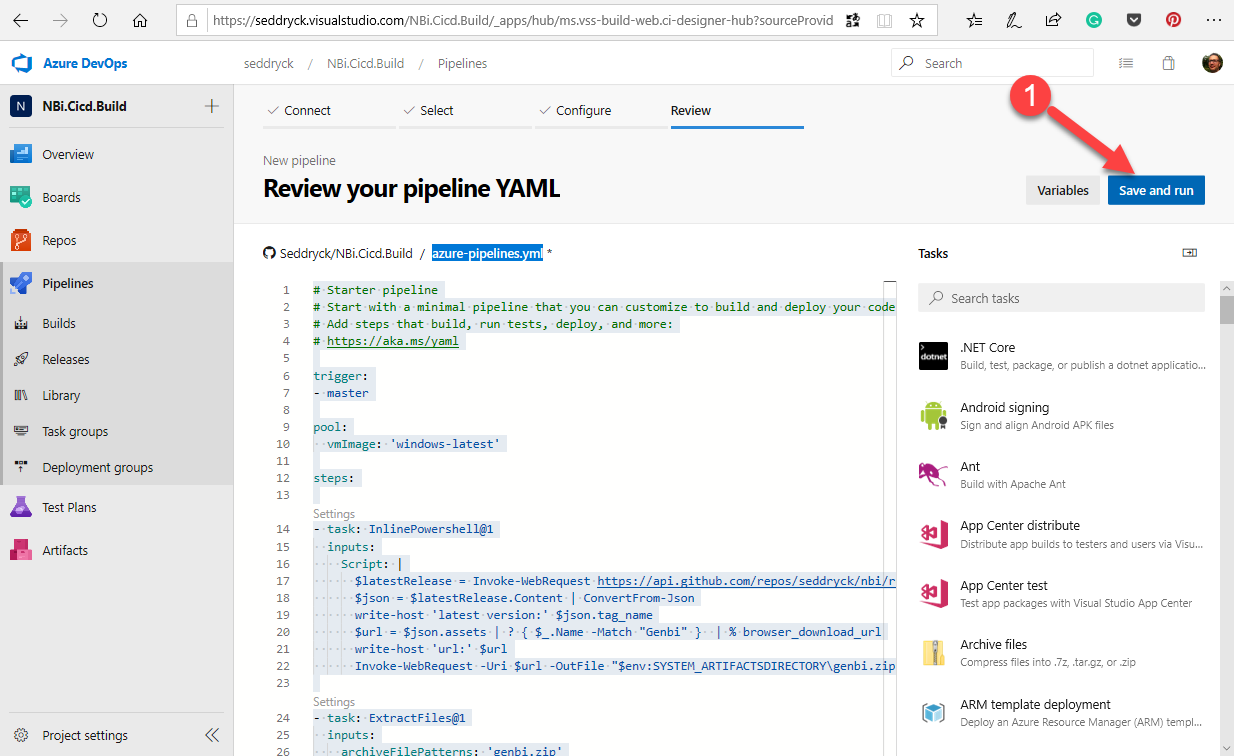 https://seddryck.visualstudio.com/NBi.Cicd.Build/_apps/hub/ms.vss-build-web.ci-designer-hub?sourceProvid
Azure DevOps
seddryck / NBi.Cicd.Build / Pipelines
Search
1
N NBi.Cicd.Build
Overview
Boards
Repos
Pipelines
Builds
Releases
Library
Task groups
Deployment groups
Test Plans
Artifacts
Project settings
Connect
Select
Configure
Review
New pipeline
Review your pipeline YAML
Variables
Save and run
Seddryck/NBi.Cicd.Build / azure-pipelines.yml *
1 # Starter pipeline
2 # Start with a minimal pipeline that you can customize to build and deploy your code
3 # Add steps that build, run tests, deploy, and more:
4 # https://aka.ms/yaml
5
6 trigger:
7 - master
8
9 pool:
10 vmImage: 'windows-latest'
11
12 steps:
13
Settings
14 - task: InlinePowershell@1
15 inputs:
16 Script: |
17 $latestRelease = Invoke-WebRequest https://api.github.com/repos/seddryck/nbi/r
18 $json = $latestRelease.Content | ConvertFrom-Json
19 write-host 'latest version:' $json.tag_name
20 $url = $json.assets | ? { $_.Name -Match "Genbi" } | % browser_download_url
21 write-host 'url:' $url
22 Invoke-WebRequest -Uri $url -OutFile "$env:SYSTEM_ARTIFACTSDIRECTORY\genbi.zip
23
Settings
24 - task: ExtractFiles@1
25 inputs:
26 archiveFilePatterns: 'genbi.zip'
Tasks
Search tasks
dotnet
.NET Core
Build, test, package, or publish a dotnet applicatio...
Android signing
Sign and align Android APK files
Ant
Build with Apache Ant
App Center distribute
Distribute app builds to testers and users via Visu...
App Center test
Test app packages with Visual Studio App Center
Archive files
Compress files into .7z, .tar.gz, or .zip
ARM template deployment
Deploy an Azure Resource Manager (ARM) templ...